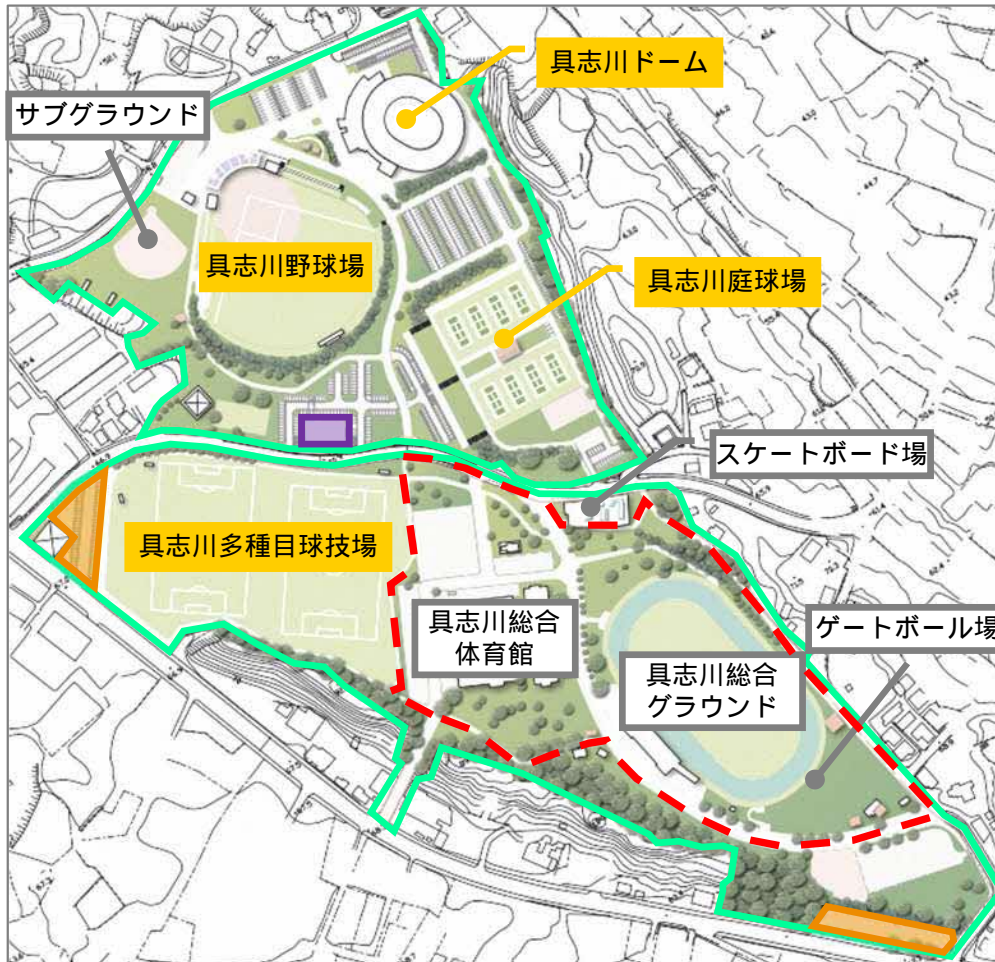 具志川ドーム
サブグラウンド
具志川野球場
具志川庭球場
スケートボード場
具志川多種目球技場
具志川総合
体育館
ゲートボール場
具志川総合
グラウンド